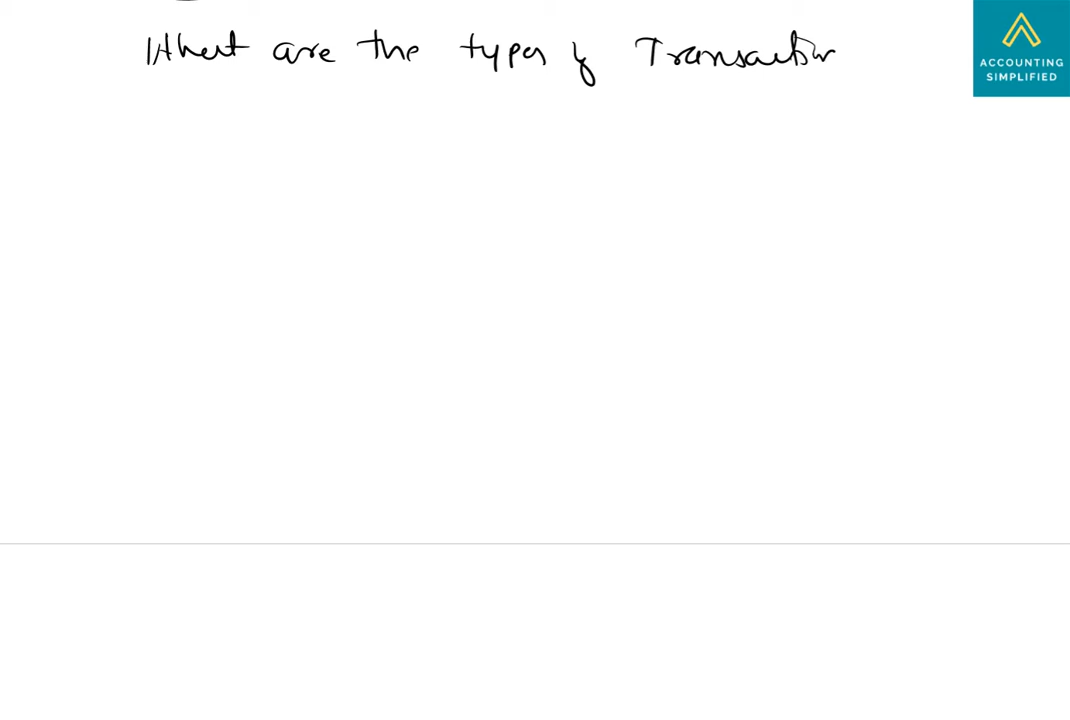 What are the types of Transaction
ACCOUNTING
SIMPLIFIED